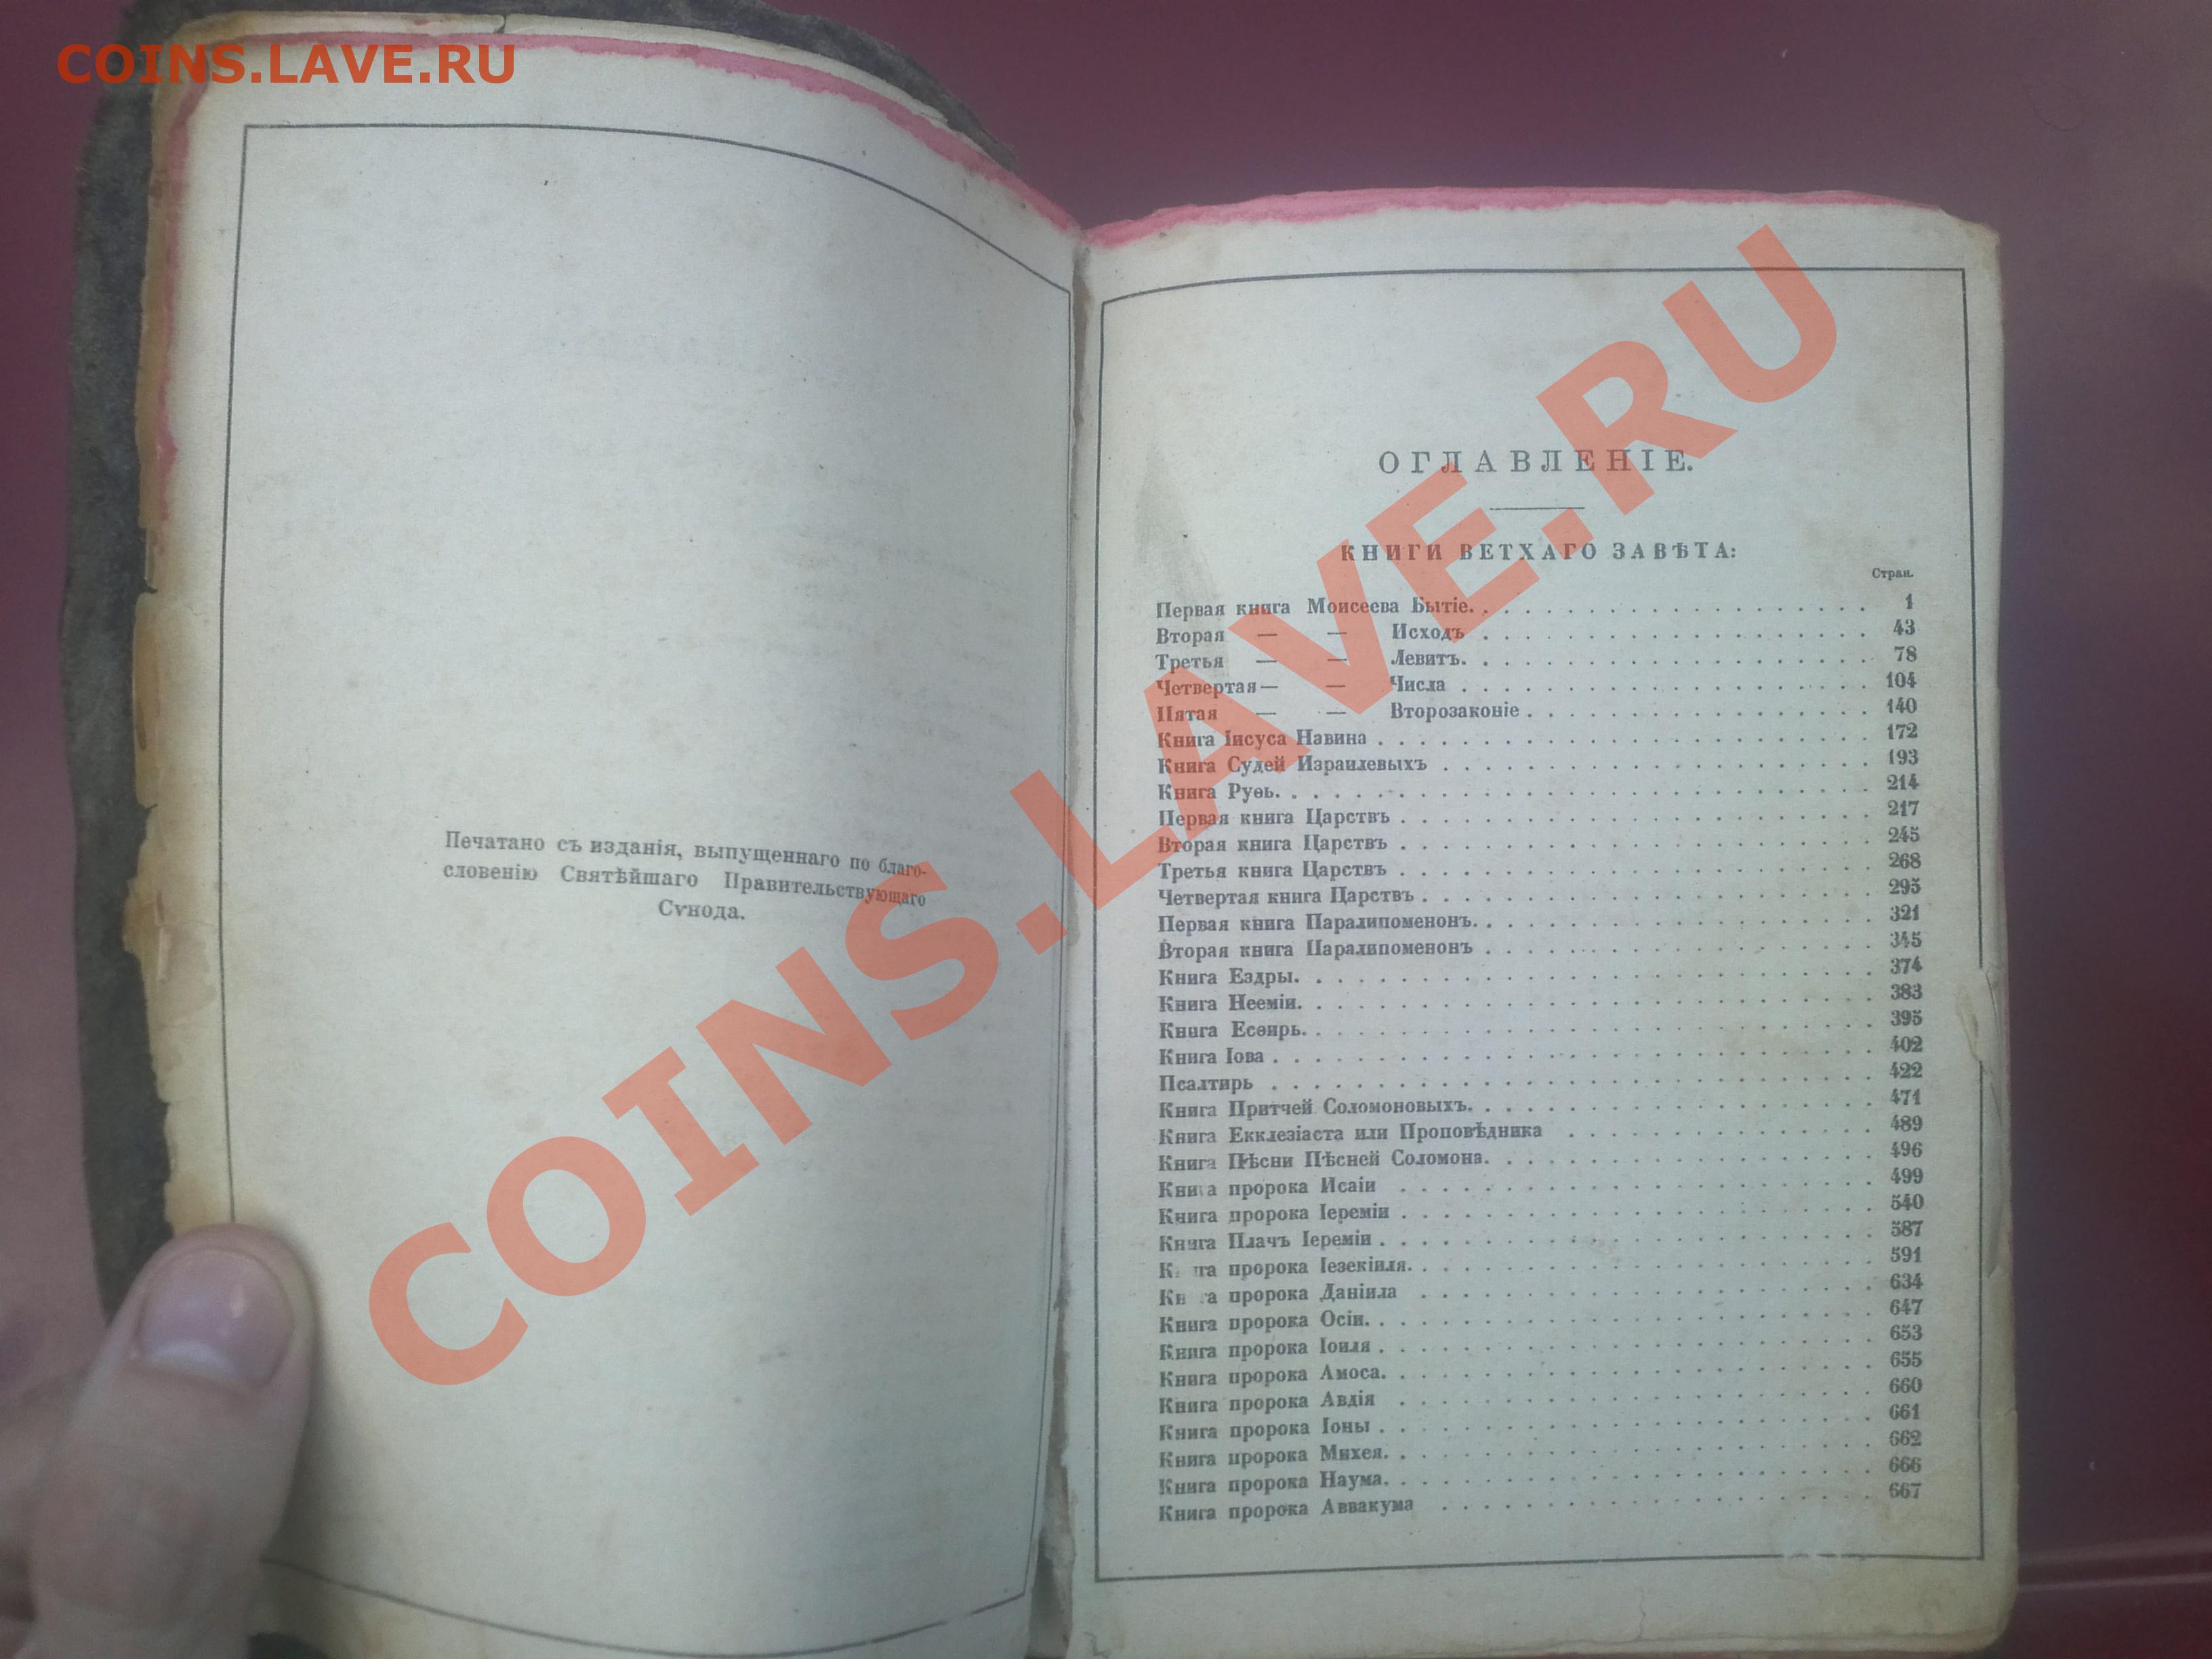 COINS.LAVE.RU
Печатано съ изданія, выпущеннаго по благо-
словенію Святѣйшаго Правительствующаго
Сѵнода.
ОГЛАВЛЕНІЕ.
КНИГИ ВЕТХАГО ЗАВѢТА:
Стран.
Первая книга Моисеева Бытіе. . . . . . . . . . . . . . . . . . . 1
Вторая — — Исходъ . . . . . . . . . . . . . . . . . . . 43
Третья — — Левитъ. . . . . . . . . . . . . . . . . . . . 78
Четвертая — — Числа . . . . . . . . . . . . . . . . . . . . 104
Пятая — — Второзаконіе . . . . . . . . . . . . . . . . . 140
Книга Іисуса Навина . . . . . . . . . . . . . . . . . . . . . . . 172
Книга Судей Израилевыхъ . . . . . . . . . . . . . . . . . . . . 193
Книга Руѳь. . . . . . . . . . . . . . . . . . . . . . . . . . . . 214
Первая книга Царствъ . . . . . . . . . . . . . . . . . . . . . . 217
Вторая книга Царствъ . . . . . . . . . . . . . . . . . . . . . . 245
Третья книга Царствъ . . . . . . . . . . . . . . . . . . . . . . 268
Четвертая книга Царствъ . . . . . . . . . . . . . . . . . . . . . 295
Первая книга Паралипоменонъ. . . . . . . . . . . . . . . . . . . 321
Вторая книга Паралипоменонъ . . . . . . . . . . . . . . . . . . 345
Книга Ездры. . . . . . . . . . . . . . . . . . . . . . . . . . . 374
Книга Нееміи. . . . . . . . . . . . . . . . . . . . . . . . . . . 383
Книга Есѳирь. . . . . . . . . . . . . . . . . . . . . . . . . . . 395
Книга Іова . . . . . . . . . . . . . . . . . . . . . . . . . . . . 402
Псалтирь . . . . . . . . . . . . . . . . . . . . . . . . . . . . 422
Книга Притчей Соломоновыхъ. . . . . . . . . . . . . . . . . . . 471
Книга Екклезіаста или Проповѣдника . . . . . . . . . . . . . . 489
Книга Пѣсни Пѣсней Соломона. . . . . . . . . . . . . . . . . . . 496
Книга пророка Исаіи . . . . . . . . . . . . . . . . . . . . . . 499
Книга пророка Іереміи . . . . . . . . . . . . . . . . . . . . . . 540
Книга Плачъ Іереміи . . . . . . . . . . . . . . . . . . . . . . . 587
Книга пророка Іезекіиля. . . . . . . . . . . . . . . . . . . . . . 591
Книга пророка Даніила . . . . . . . . . . . . . . . . . . . . . 634
Книга пророка Осіи. . . . . . . . . . . . . . . . . . . . . . . . 647
Книга пророка Іоиля . . . . . . . . . . . . . . . . . . . . . . . 653
Книга пророка Амоса. . . . . . . . . . . . . . . . . . . . . . . 655
Книга пророка Авдія . . . . . . . . . . . . . . . . . . . . . . 660
Книга пророка Іоны . . . . . . . . . . . . . . . . . . . . . . . 661
Книга пророка Михея. . . . . . . . . . . . . . . . . . . . . . . 662
Книга пророка Наума. . . . . . . . . . . . . . . . . . . . . . . 666
Книга пророка Аввакума . . . . . . . . . . . . . . . . . . . . 667
COINS.LAVE.RU